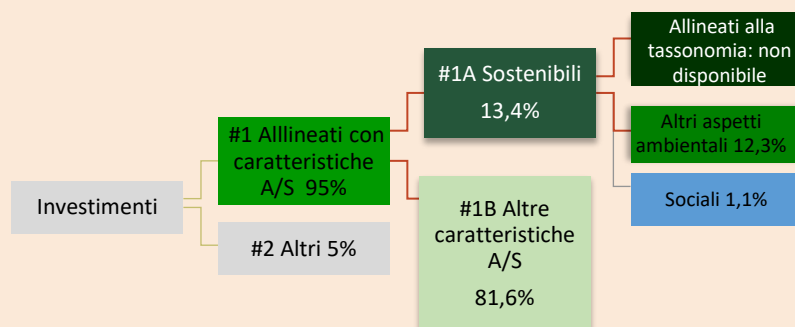 Investimenti
#1 Alllineati con
caratteristiche
A/S 95%
#2 Altri 5%
#1A Sostenibili
13,4%
#1B Altre
caratteristiche
A/S
81,6%
Allineati alla
tassonomia: non
disponibile
Altri aspetti
ambientali 12,3%
Sociali 1,1%